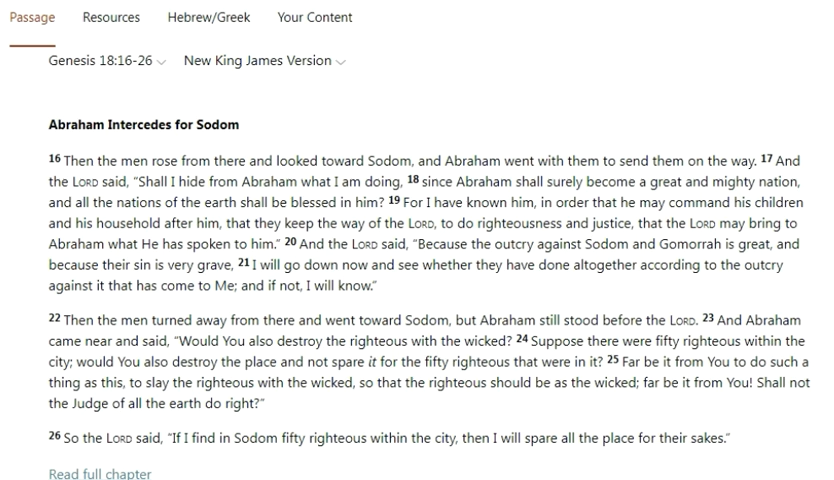 Passage Resources Hebrew/Greek Your Content
Genesis 18:16-26 New King James Version
Abraham Intercedes for Sodom
16 Then the men rose from there and looked toward Sodom, and Abraham went with them to send them on the way. 17 And
the LORD said, "Shall I hide from Abraham what I am doing, 18 since Abraham shall surely become a great and mighty nation,
and all the nations of the earth shall be blessed in him? 19 For I have known him, in order that he may command his children
and his household after him, that they keep the way of the LORD, to do righteousness and justice, that the LORD may bring to
Abraham what He has spoken to him." 20 And the LORD said, "Because the outcry against Sodom and Gomorrah is great, and
because their sin is very grave, 21 I will go down now and see whether they have done altogether according to the outcry
against it that has come to Me; and if not, I will know."
22 Then the men turned away from there and went toward Sodom, but Abraham still stood before the LORD. 23 And Abraham
came near and said, "Would You also destroy the righteous with the wicked? 24 Suppose there were fifty righteous within the
city; would You also destroy the place and not spare it for the fifty righteous that were in it? 25 Far be it from You to do such a
thing as this, to slay the righteous with the wicked, so that the righteous should be as the wicked; far be it from You! Shall not
the Judge of all the earth do right?"
26 So the LORD said, "If I find in Sodom fifty righteous within the city, then I will spare all the place for their sakes."
Read full chapter